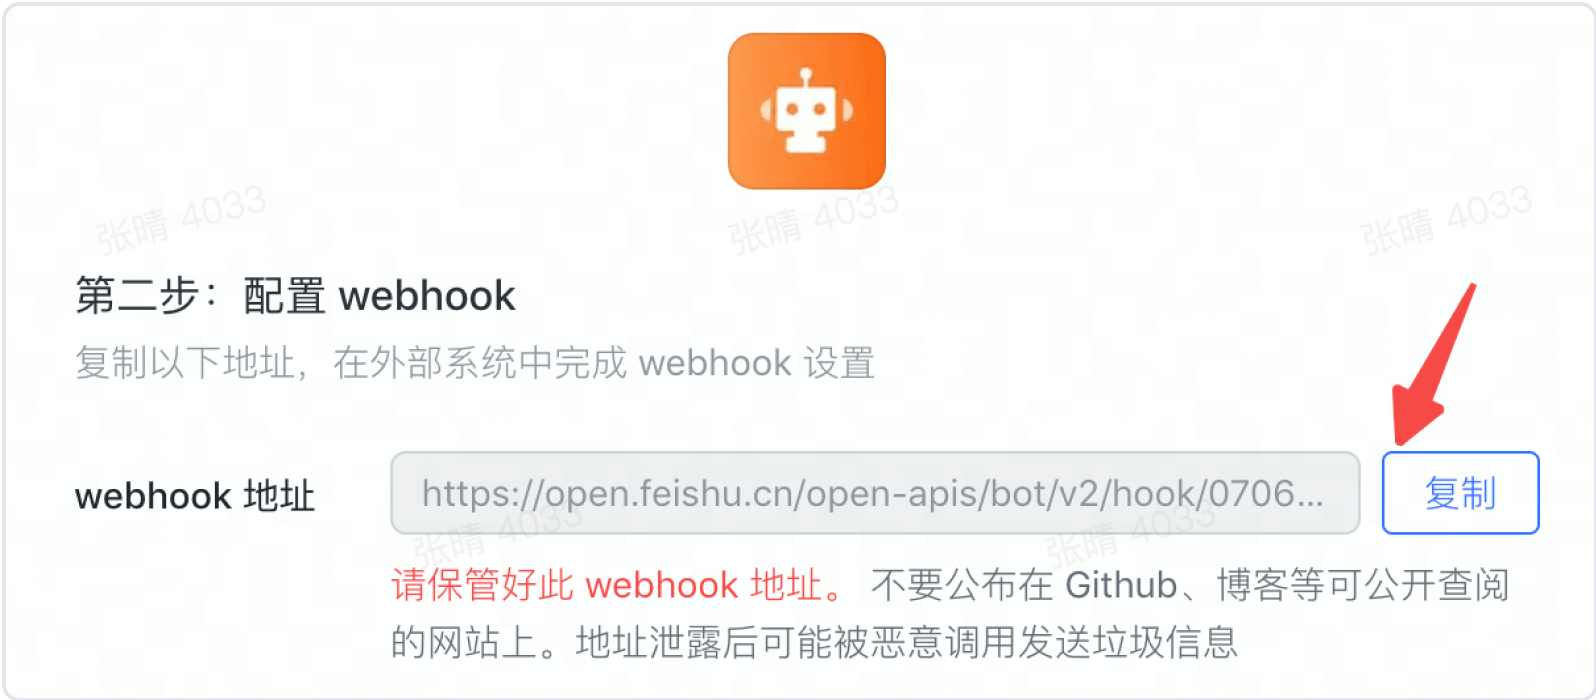 张晴 4033
张晴 4033
张晴 4033
第二步：配置 webhook
复制以下地址，在外部系统中完成 webhook 设置
webhook 地址
https://open.feishu.cn/open-apis/bot/v2/hook/0706...
复制
张晴 4033
张晴 4033
请保管好此 webhook 地址。 不要公布在 Github、博客等可公开查阅
的网站上。地址泄露后可能被恶意调用发送垃圾信息